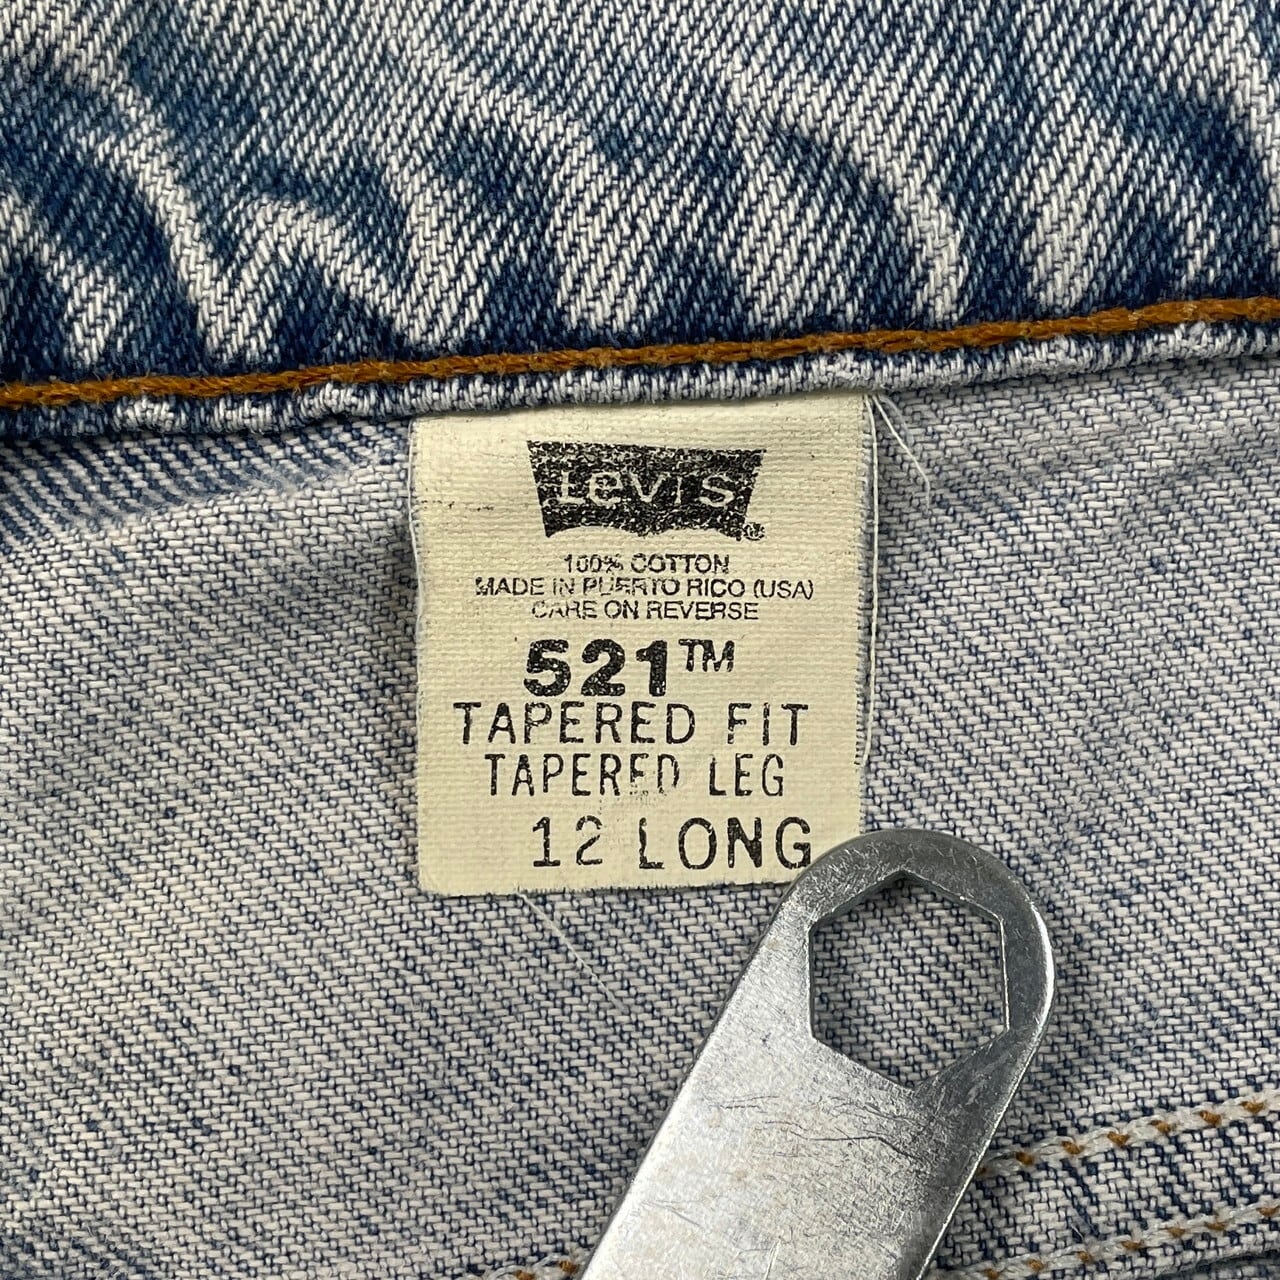 Levi's®
100% COTTON
MADE IN PUERTO RICO (USA)
CARE ON REVERSE
521™
TAPERED FIT
TAPERED LEG
12 LONG